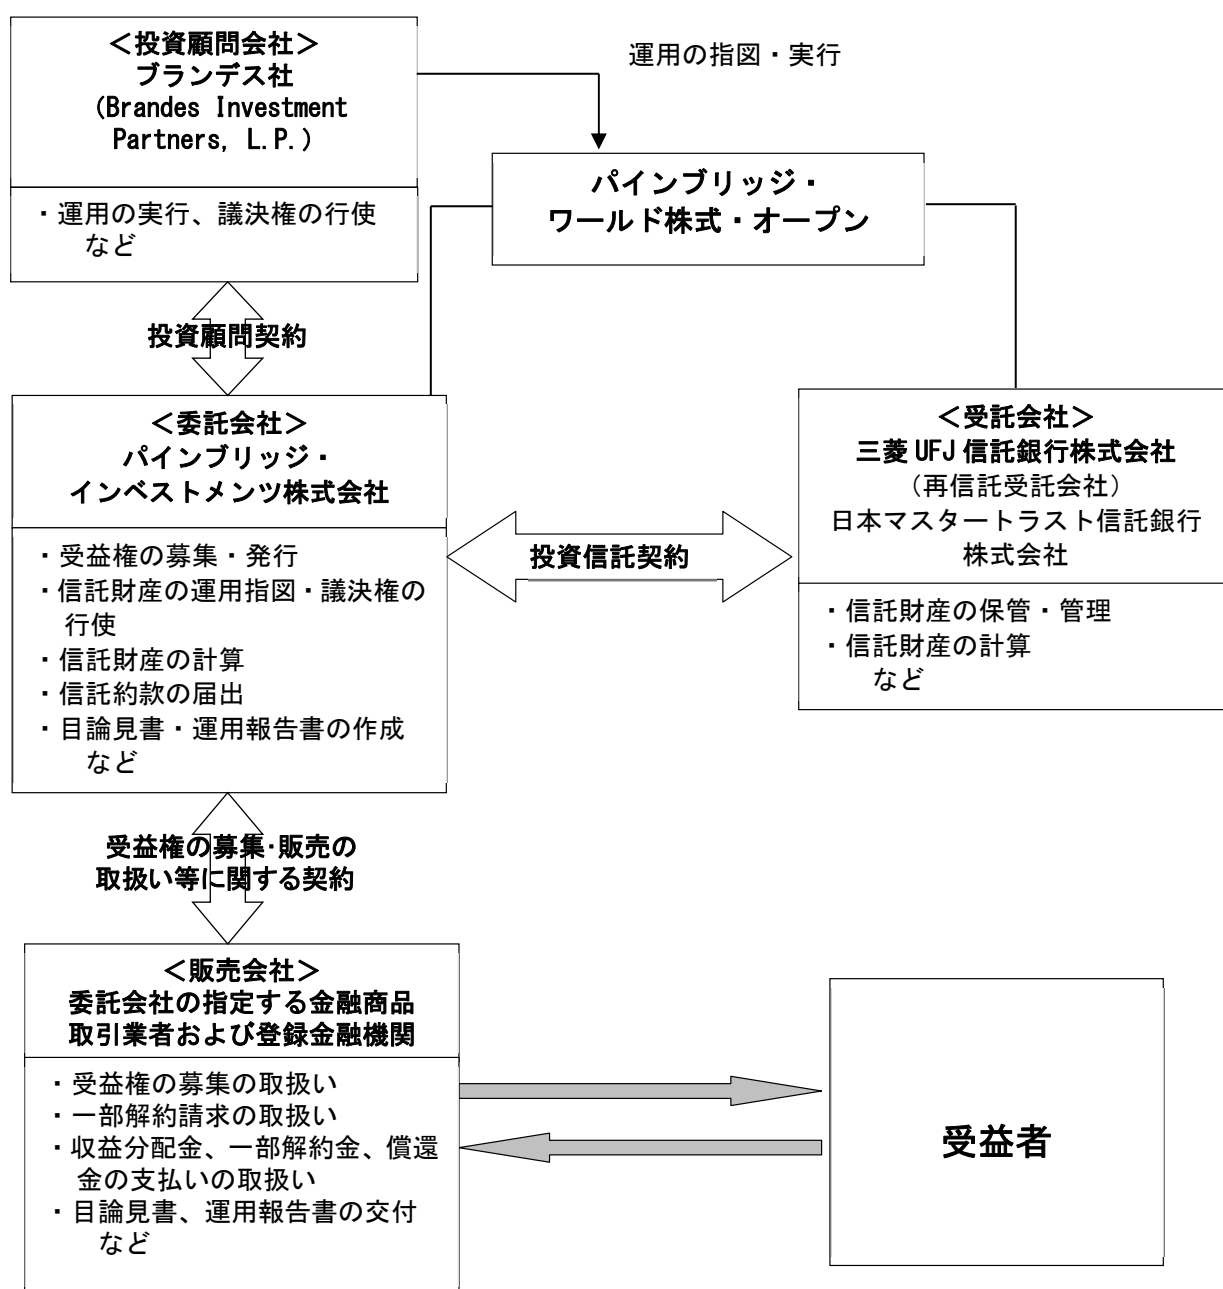 ＜投資顧問会社＞
ブランデス社
(Brandes Investment
Partners, L.P.)
・運用の実行、議決権の行使
など
運用の指図・実行
パインブリッジ・
ワールド株式・オープン
投資顧問契約
＜委託会社＞
パインブリッジ・
インベストメンツ株式会社
・受益権の募集・発行
・信託財産の運用指図・議決権の
行使
・信託財産の計算
・信託約款の届出
・目論見書・運用報告書の作成
など
投資信託契約
＜受託会社＞
三菱UFJ信託銀行株式会社
（再信託受託会社）
日本マスタートラスト信託銀行
株式会社
・信託財産の保管・管理
・信託財産の計算
など
受益権の募集･販売の
取扱い等に関する契約
＜販売会社＞
委託会社の指定する金融商品
取引業者および登録金融機関
・受益権の募集の取扱い
・一部解約請求の取扱い
・収益分配金、一部解約金、償還
金の支払いの取扱い
・目論見書、運用報告書の交付
など
受益者